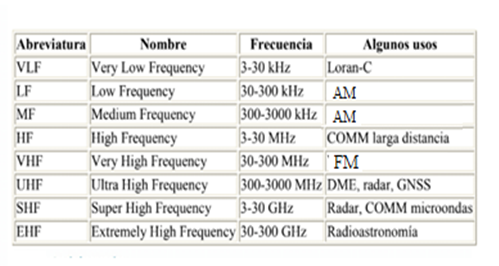 Abreviatura Nombre Frecuencia Algunos usos
VLF Very Low Frequency 3-30 kHz Loran-C
LF Low Frequency 30-300 kHz AM
MF Medium Frequency 300-3000 kHz AM
HF High Frequency 3-30 MHz COMM larga distancia
VHF Very High Frequency 30-300 MHz FM
UHF Ultra High Frequency 300-3000 MHz DME, radar, GNSS
SHF Super High Frequency 3-30 GHz Radar, COMM microondas
EHF Extremely High Frequency 30-300 GHz Radioastronomía